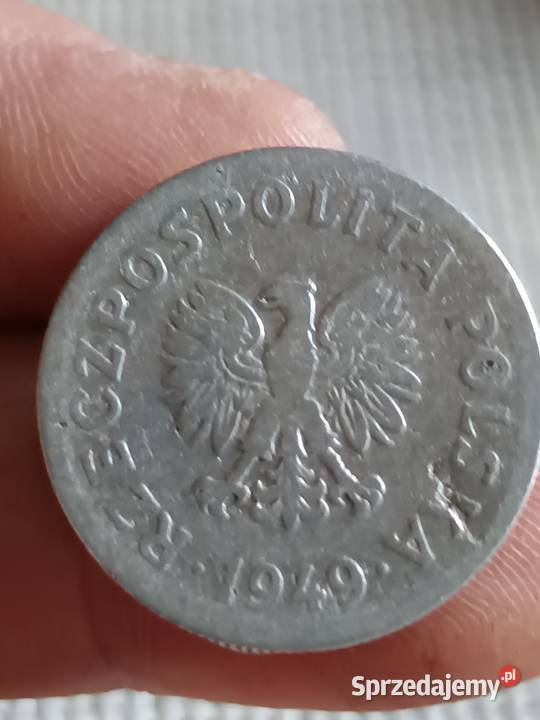 RZECZPOSPOLITA POLSKA · 1949 ·
Sprzedajemy.pl